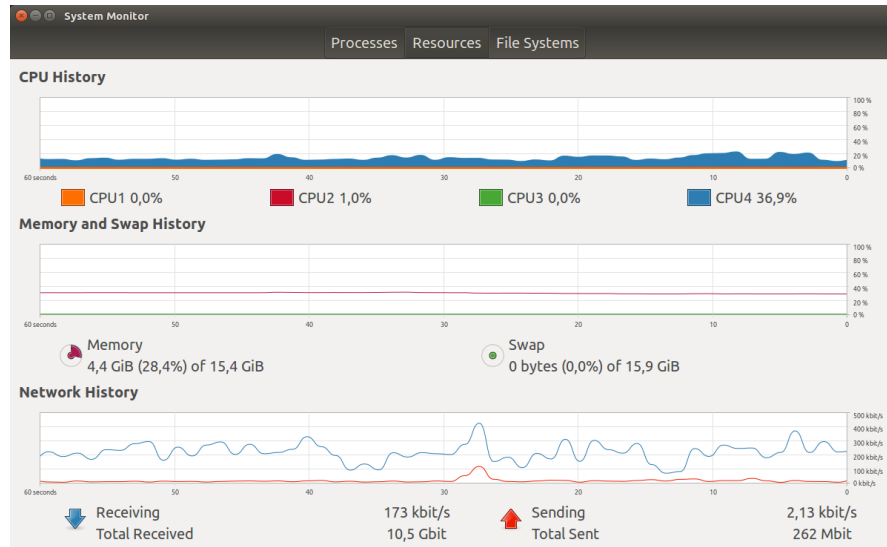 System Monitor
Processes Resources File Systems
CPU History
100 %
80 %
60 %
40 %
20 %
0 %
60 seconds 50 40 30 20 10 0
CPU1 0,0% CPU2 1,0% CPU3 0,0% CPU4 36,9%
Memory and Swap History
100 %
80 %
60 %
40 %
20 %
0 %
60 seconds 50 40 30 20 10 0
Memory Swap
4,4 GiB (28,4%) of 15,4 GiB 0 bytes (0,0%) of 15,9 GiB
Network History
500 kbit/s
400 kbit/s
300 kbit/s
200 kbit/s
100 kbit/s
0 kbit/s
60 seconds 50 40 30 20 10 0
Receiving 173 kbit/s Sending 2,13 kbit/s
Total Received 10,5 Gbit Total Sent 262 Mbit